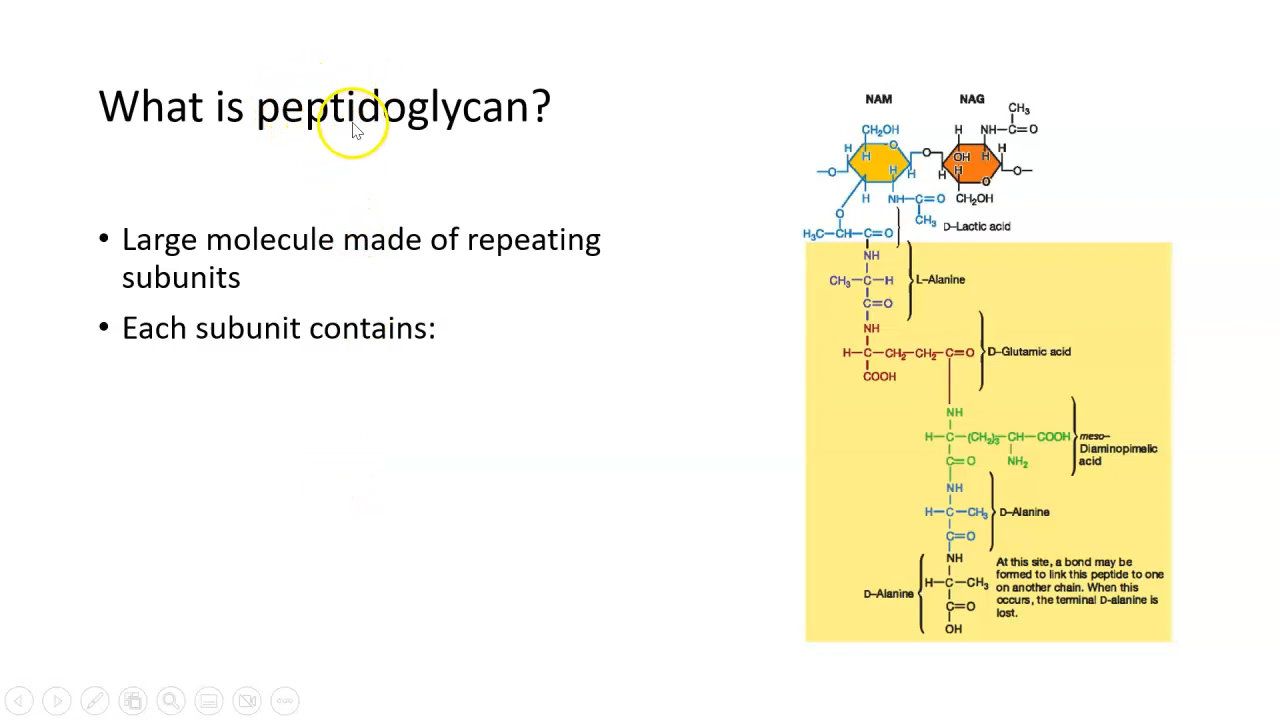 What is peptidoglycan?
• Large molecule made of repeating
subunits
• Each subunit contains:
NAM
NAG
CH₃
CH₂OH
H
NH—C=O
H
O
H
O
OH
H
H
—O
H
H
H
H
O
O—
H
NH—C=O
CH₂OH
O
CH₃
H₃C—CH—C=O
D–Lactic acid
NH
CH₃—C—H
L–Alanine
C=O
NH
H—C—CH₂—CH₂—C=O
D–Glutamic acid
COOH
NH
H—C—(CH₂)₃—CH—COOH
meso–
Diaminopimelic
acid
C=O
NH₂
NH
H—C—CH₃
D–Alanine
C=O
NH
H—C—CH₃
D–Alanine
C=O
OH
At this site, a bond may be
formed to link this peptide to one
on another chain. When this
occurs, the terminal D-alanine is
lost.